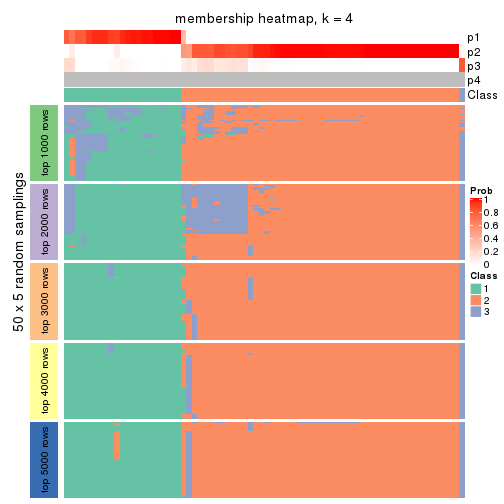 membership heatmap, k = 4
p1
p2
p3
p4
Class
50 x 5 random samplings
top 1000 rows
top 2000 rows
top 3000 rows
top 4000 rows
top 5000 rows
Prob
1
0.8
0.6
0.4
0.2
0
Class
1
2
3